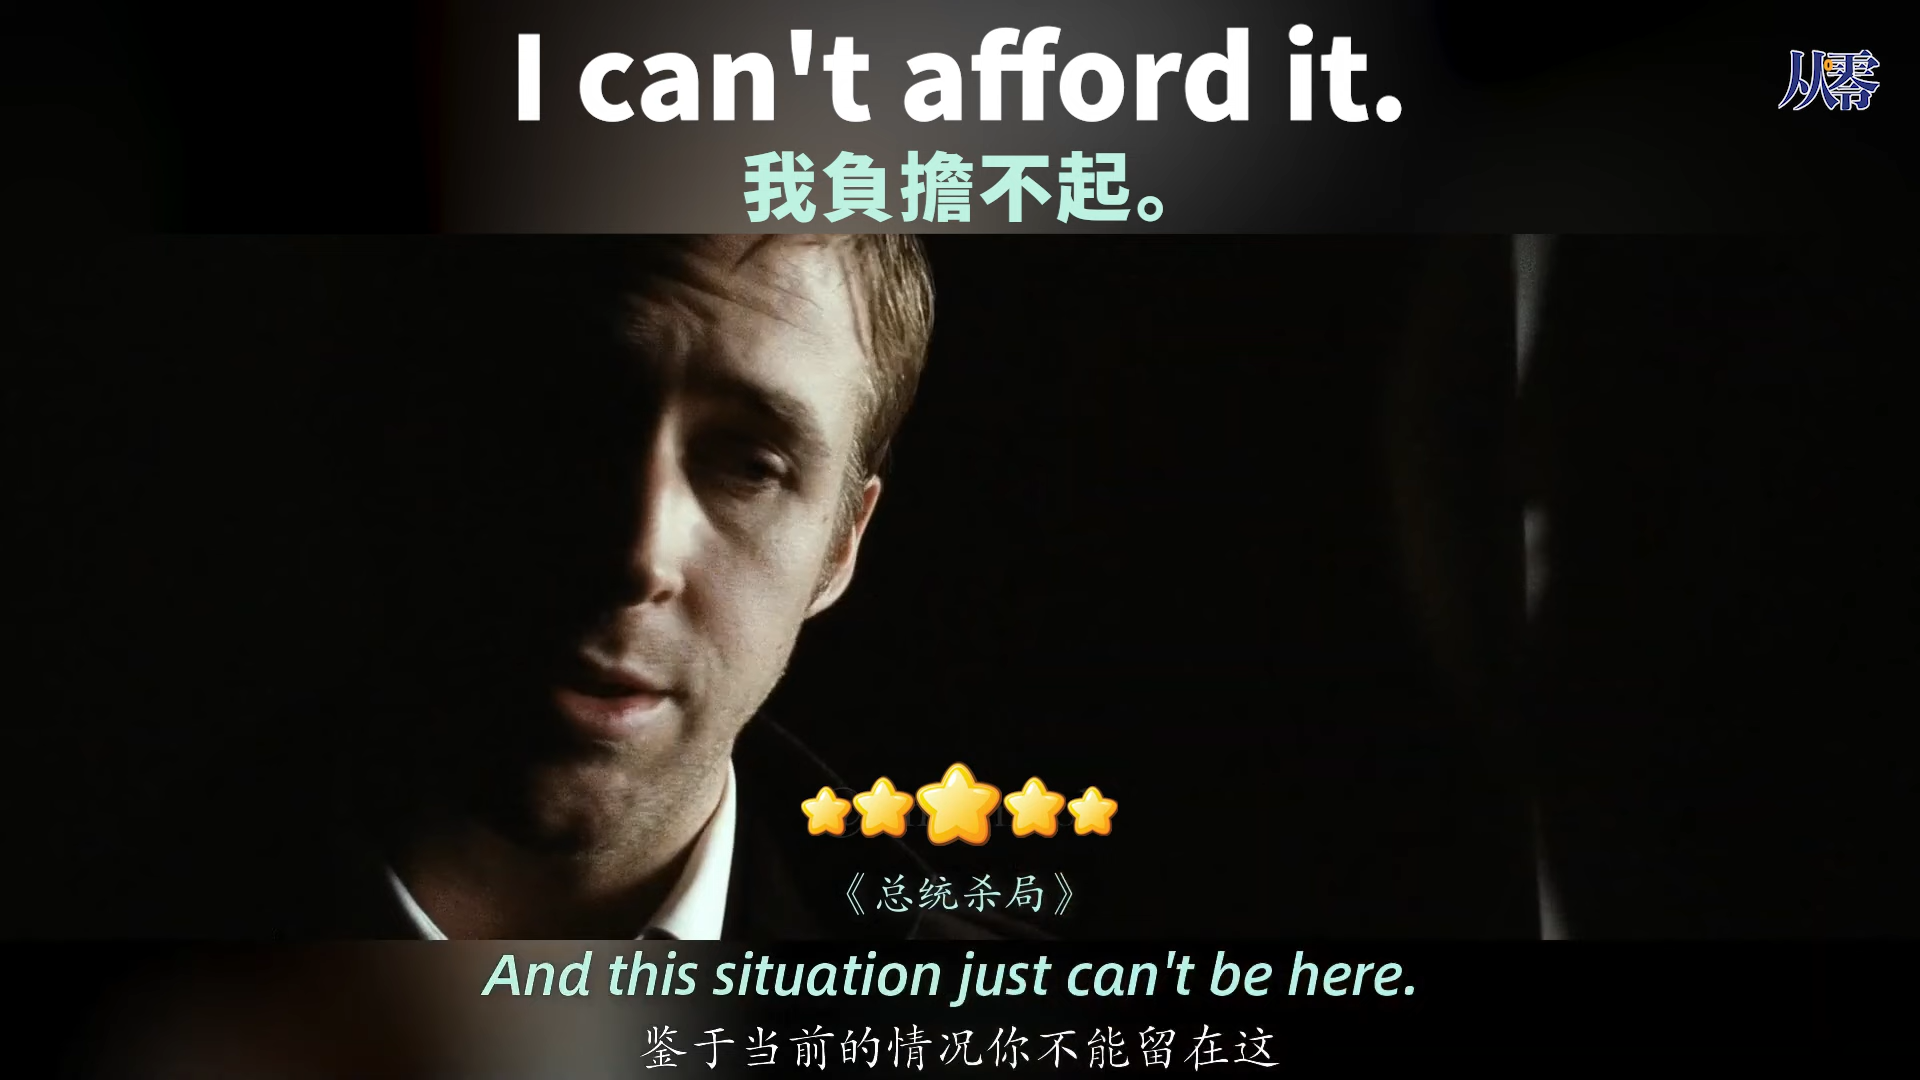 I can't afford it.
从零
我負擔不起。
《总统杀局》
And this situation just can't be here.
鉴于当前的情况你不能留在这